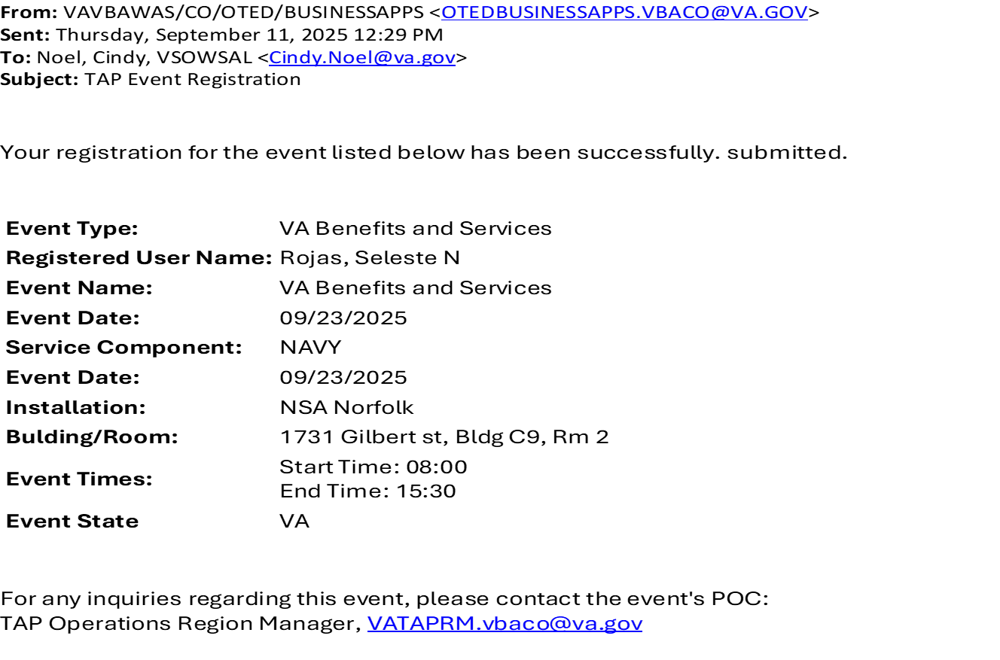 From: VAVBAWAS/CO/OTED/BUSINESSAPPS <OTEDBUSINESSAPPS.VBACO@VA.GOV>
Sent: Thursday, September 11, 2025 12:29 PM
To: Noel, Cindy, VSOWSAL <Cindy.Noel@va.gov>
Subject: TAP Event Registration
Your registration for the event listed below has been successfully. submitted.
Event Type: VA Benefits and Services
Registered User Name: Rojas, Seleste N
Event Name: VA Benefits and Services
Event Date: 09/23/2025
Service Component: NAVY
Event Date: 09/23/2025
Installation: NSA Norfolk
Bulding/Room: 1731 Gilbert st, Bldg C9, Rm 2
Event Times: Start Time: 08:00
End Time: 15:30
Event State VA
For any inquiries regarding this event, please contact the event's POC:
TAP Operations Region Manager, VATAPRM.vbaco@va.gov